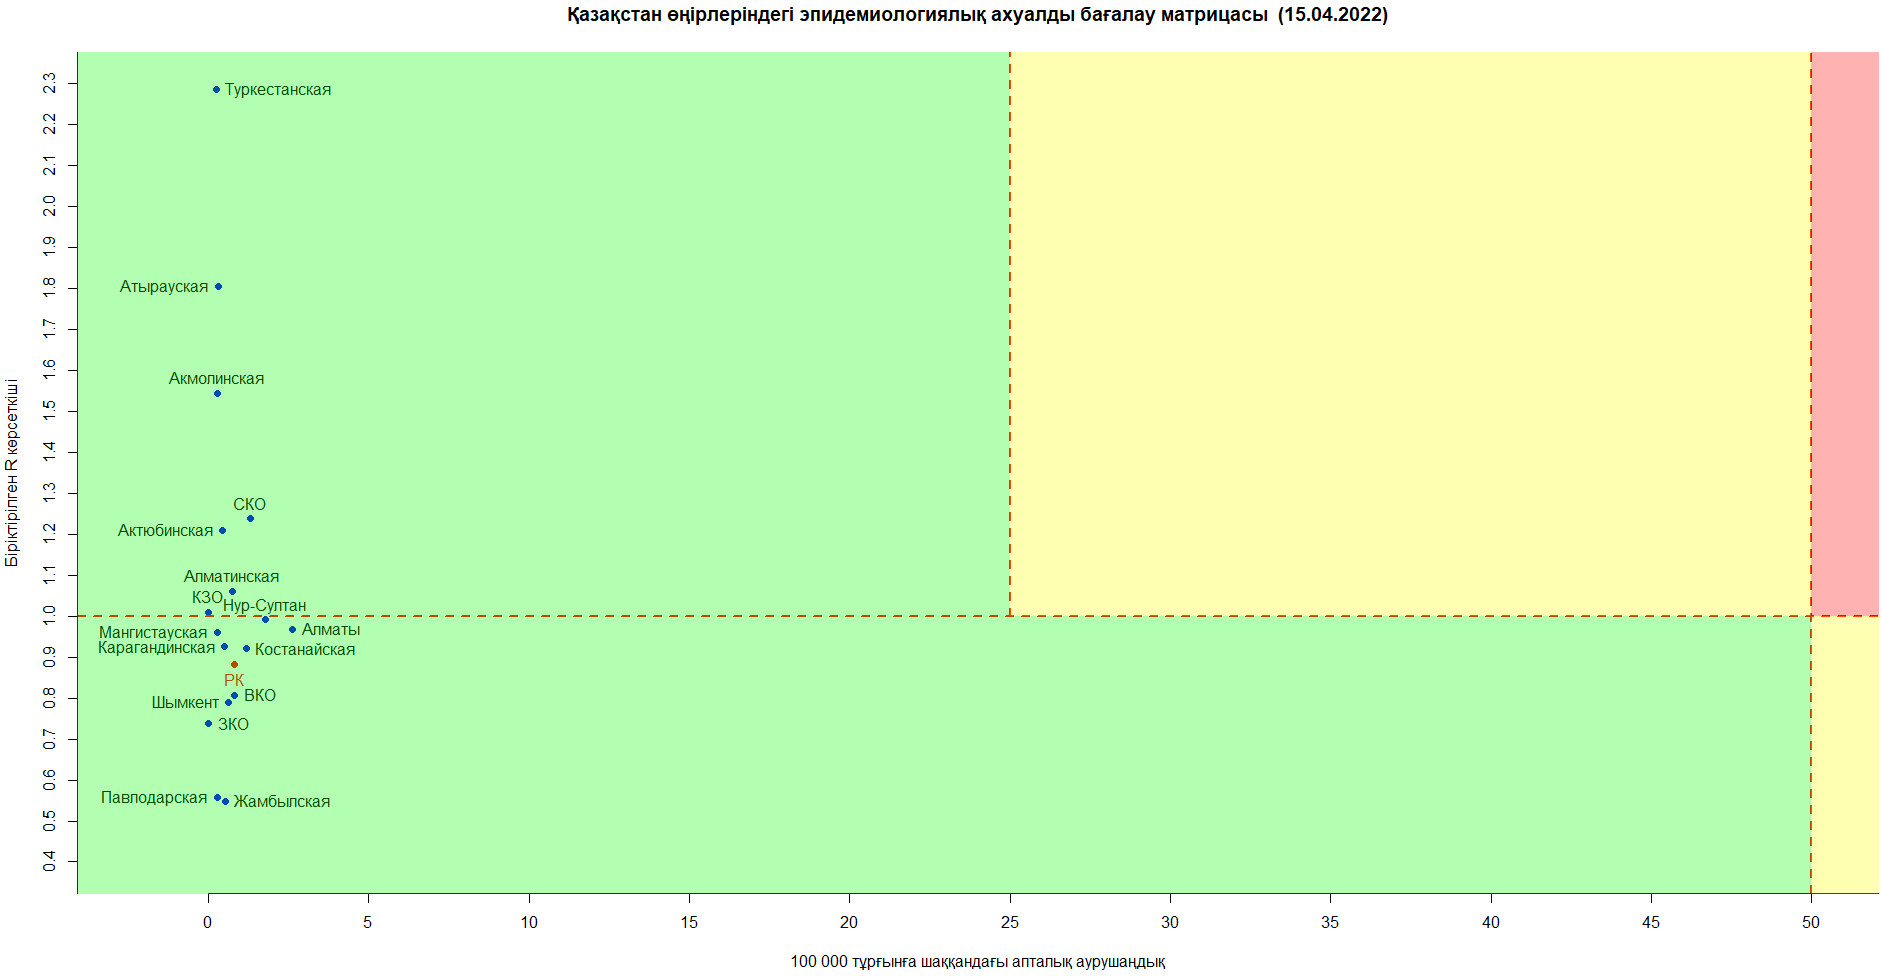 Қазақстан өңірлеріндегі эпидемиологиялық ахуалды бағалау матрицасы (15.04.2022)
Біріктірілген R көрсеткіші
2.3
2.2
2.1
2.0
1.9
1.8
1.7
1.6
1.5
1.4
1.3
1.2
1.1
1.0
0.9
0.8
0.7
0.6
0.5
0.4
Туркестанская
Атырауская
Акмолинская
СКО
Актюбинская
Алматинская
КЗО
Нур-Султан
Алматы
Мангистауская
Карагандинская
Костанайская
РК
ВКО
Шымкент
ЗКО
Павлодарская
Жамбылская
0 5 10 15 20 25 30 35 40 45 50
100 000 тұрғынға шаққандағы апталық аурушаңдық